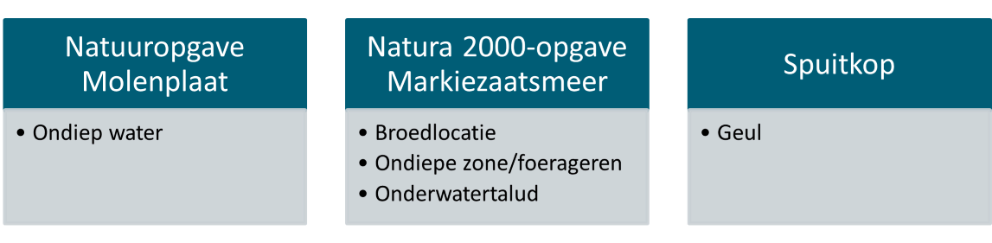 Natuuropgave
Molenplaat
• Ondiep water
Natura 2000-opgave
Markiezaatsmeer
• Broedlocatie
• Ondiepe zone/foerageren
• Onderwatertalud
Spuitkop
• Geul